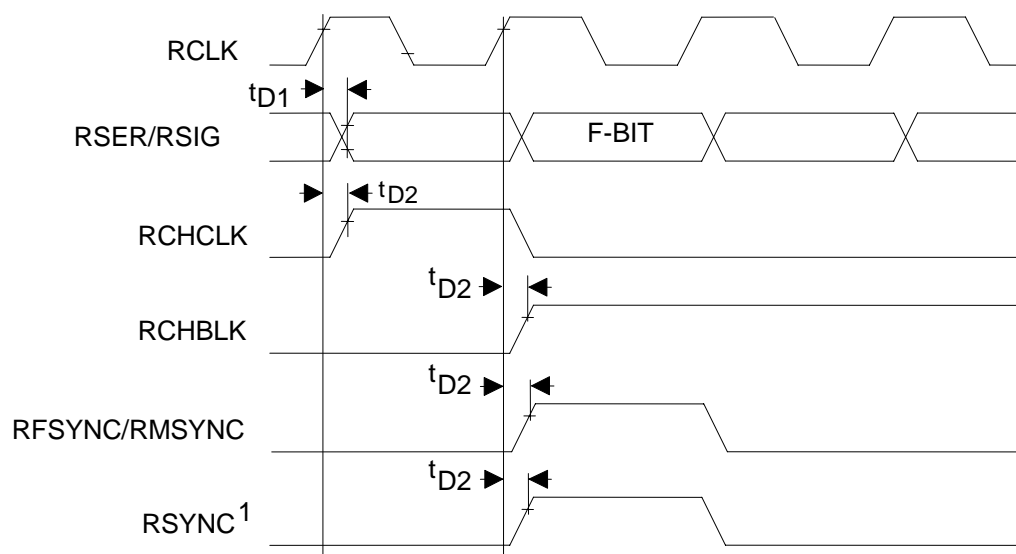 RCLK
tD1
RSER/RSIG
F-BIT
tD2
RCHCLK
tD2
RCHBLK
tD2
RFSYNC/RMSYNC
tD2
RSYNC1